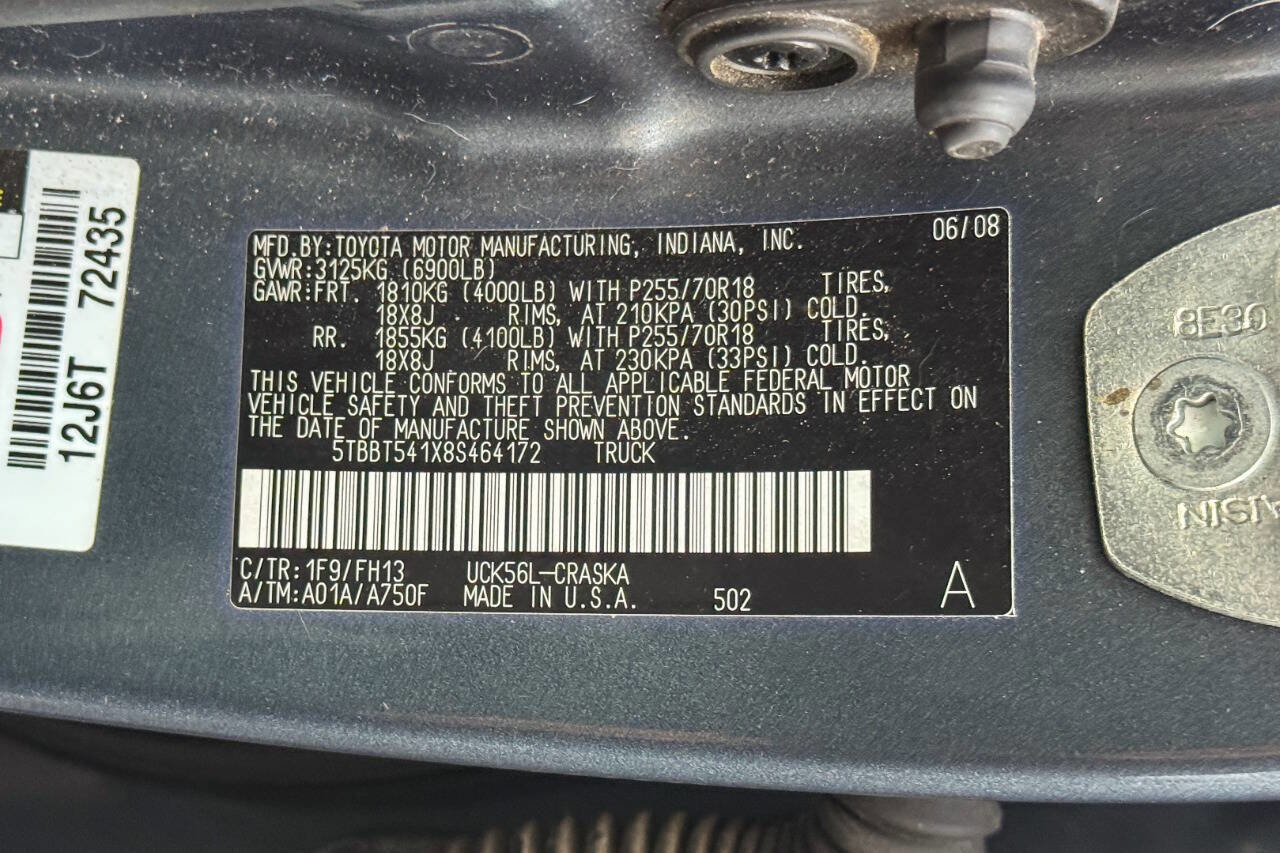 MFD.BY:TOYOTA MOTOR MANUFACTURING, INDIANA, INC. 06/08
GVWR:3125KG (6900LB)
GAWR:FRT. 1810KG (4000LB) WITH P255/70R18 TIRES,
18X8J RIMS, AT 210KPA (30PSI) COLD.
RR. 1855KG (4100LB) WITH P255/70R18 TIRES,
18X8J RIMS, AT 230KPA (33PSI) COLD.
THIS VEHICLE CONFORMS TO ALL APPLICABLE FEDERAL MOTOR
VEHICLE SAFETY AND THEFT PREVENTION STANDARDS IN EFFECT ON
THE DATE OF MANUFACTURE SHOWN ABOVE.
5TBBT541X8S464172 TRUCK
C/TR:1F9/FH13 UCK56L-CRASKA
A/TM:A01A/A750F MADE IN U.S.A. 502 A
12J6T 72435
8E30